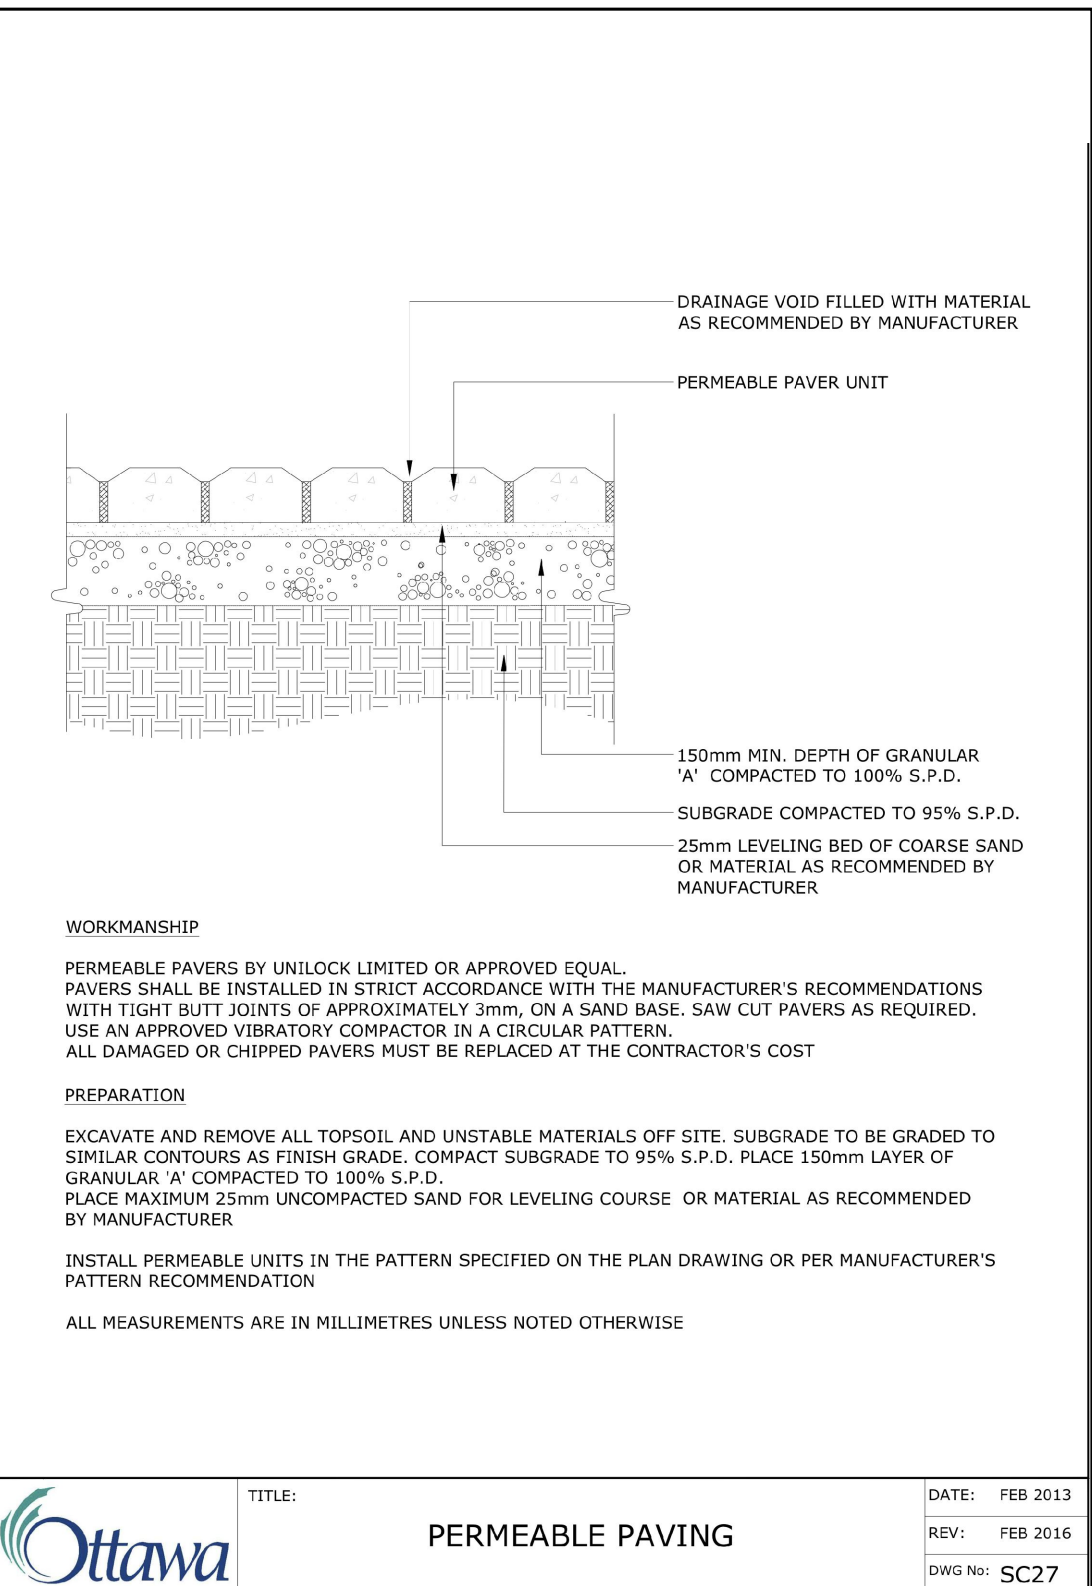 DRAINAGE VOID FILLED WITH MATERIAL
AS RECOMMENDED BY MANUFACTURER
PERMEABLE PAVER UNIT
150mm MIN. DEPTH OF GRANULAR
'A' COMPACTED TO 100% S.P.D.
SUBGRADE COMPACTED TO 95% S.P.D.
25mm LEVELING BED OF COARSE SAND
OR MATERIAL AS RECOMMENDED BY
MANUFACTURER
WORKMANSHIP
PERMEABLE PAVERS BY UNILOCK LIMITED OR APPROVED EQUAL.
PAVERS SHALL BE INSTALLED IN STRICT ACCORDANCE WITH THE MANUFACTURER'S RECOMMENDATIONS
WITH TIGHT BUTT JOINTS OF APPROXIMATELY 3mm, ON A SAND BASE. SAW CUT PAVERS AS REQUIRED.
USE AN APPROVED VIBRATORY COMPACTOR IN A CIRCULAR PATTERN.
ALL DAMAGED OR CHIPPED PAVERS MUST BE REPLACED AT THE CONTRACTOR'S COST
PREPARATION
EXCAVATE AND REMOVE ALL TOPSOIL AND UNSTABLE MATERIALS OFF SITE. SUBGRADE TO BE GRADED TO
SIMILAR CONTOURS AS FINISH GRADE. COMPACT SUBGRADE TO 95% S.P.D. PLACE 150mm LAYER OF
GRANULAR 'A' COMPACTED TO 100% S.P.D.
PLACE MAXIMUM 25mm UNCOMPACTED SAND FOR LEVELING COURSE OR MATERIAL AS RECOMMENDED
BY MANUFACTURER
INSTALL PERMEABLE UNITS IN THE PATTERN SPECIFIED ON THE PLAN DRAWING OR PER MANUFACTURER'S
PATTERN RECOMMENDATION
ALL MEASUREMENTS ARE IN MILLIMETRES UNLESS NOTED OTHERWISE
Ottawa
TITLE:
PERMEABLE PAVING
DATE: FEB 2013
REV: FEB 2016
DWG No: SC27